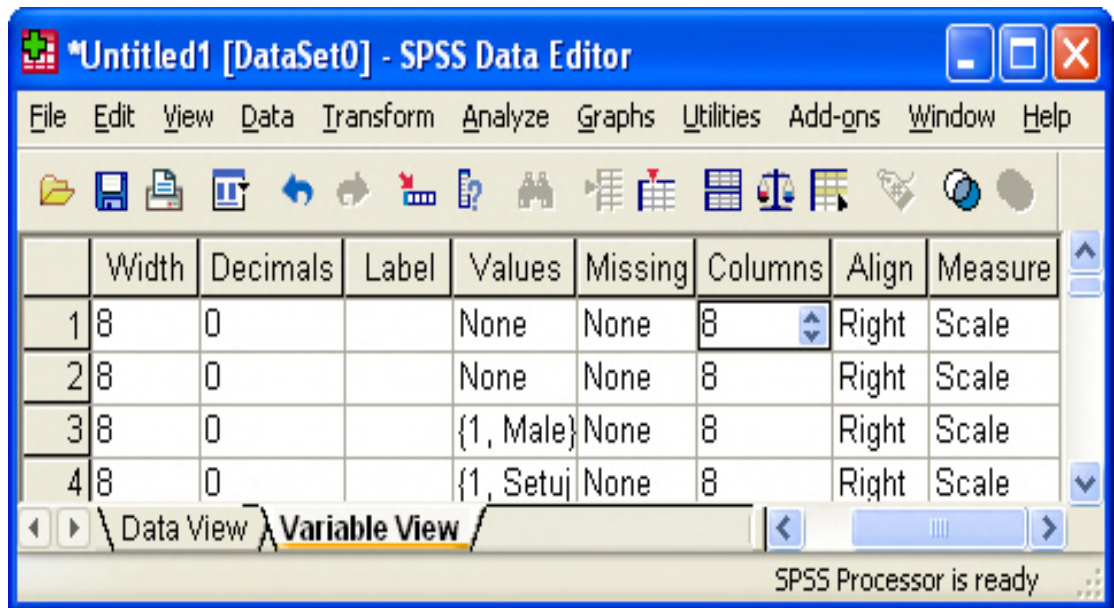 *Untitled1 [DataSet0] - SPSS Data Editor
File Edit View Data Transform Analyze Graphs Utilities Add-ons Window Help
Width Decimals Label Values Missing Columns Align Measure
1 8 0 None None 8 Right Scale
2 8 0 None None 8 Right Scale
3 8 0 {1, Male} None 8 Right Scale
4 8 0 {1, Setuj None 8 Right Scale
Data View Variable View
SPSS Processor is ready